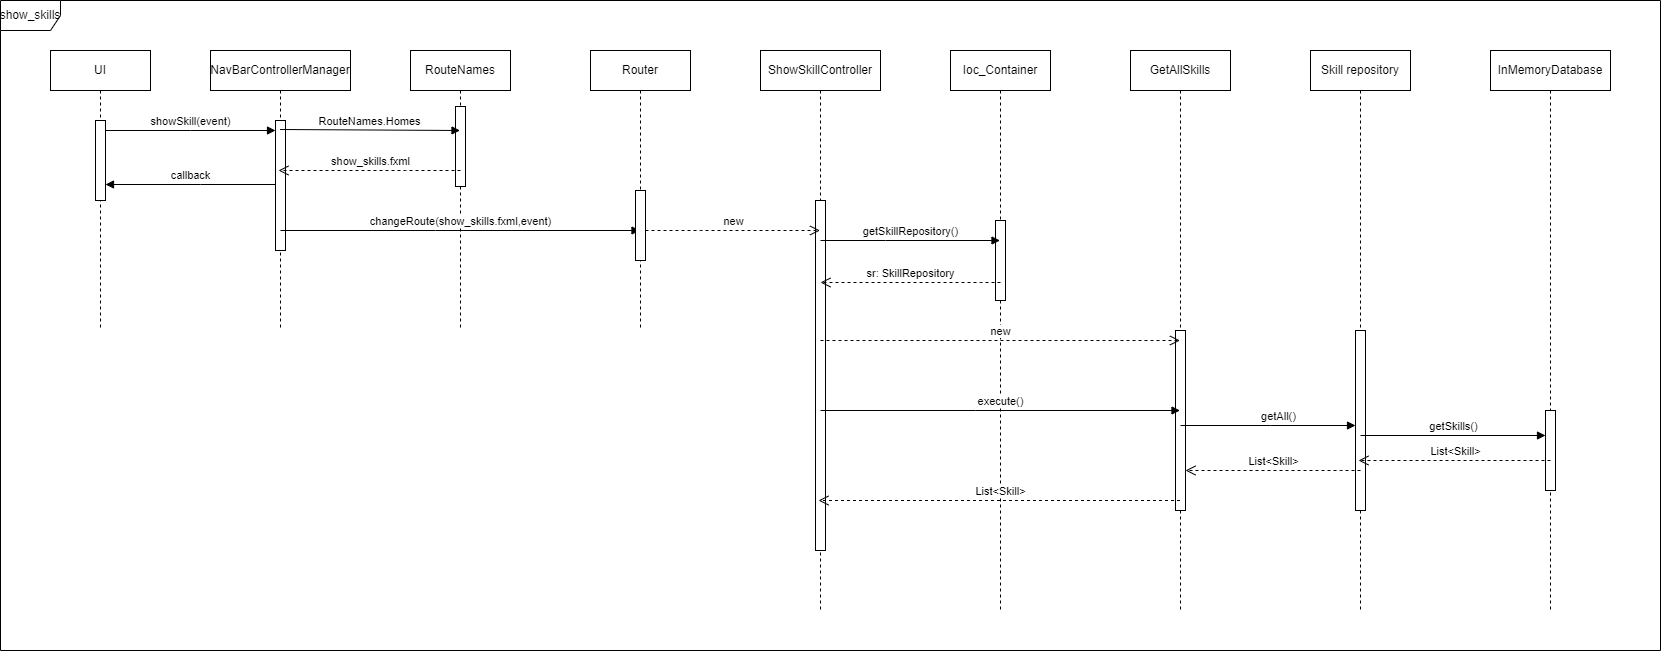 show_skills
UI
NavBarControllerManager
RouteNames
Router
ShowSkillController
Ioc_Container
GetAllSkills
Skill repository
InMemoryDatabase
showSkill(event)
RouteNames.Homes
show_skills.fxml
callback
changeRoute(show_skills.fxml,event)
new
getSkillRepository()
sr: SkillRepository
new
execute()
getAll()
getSkills()
List<Skill>
List<Skill>
List<Skill>